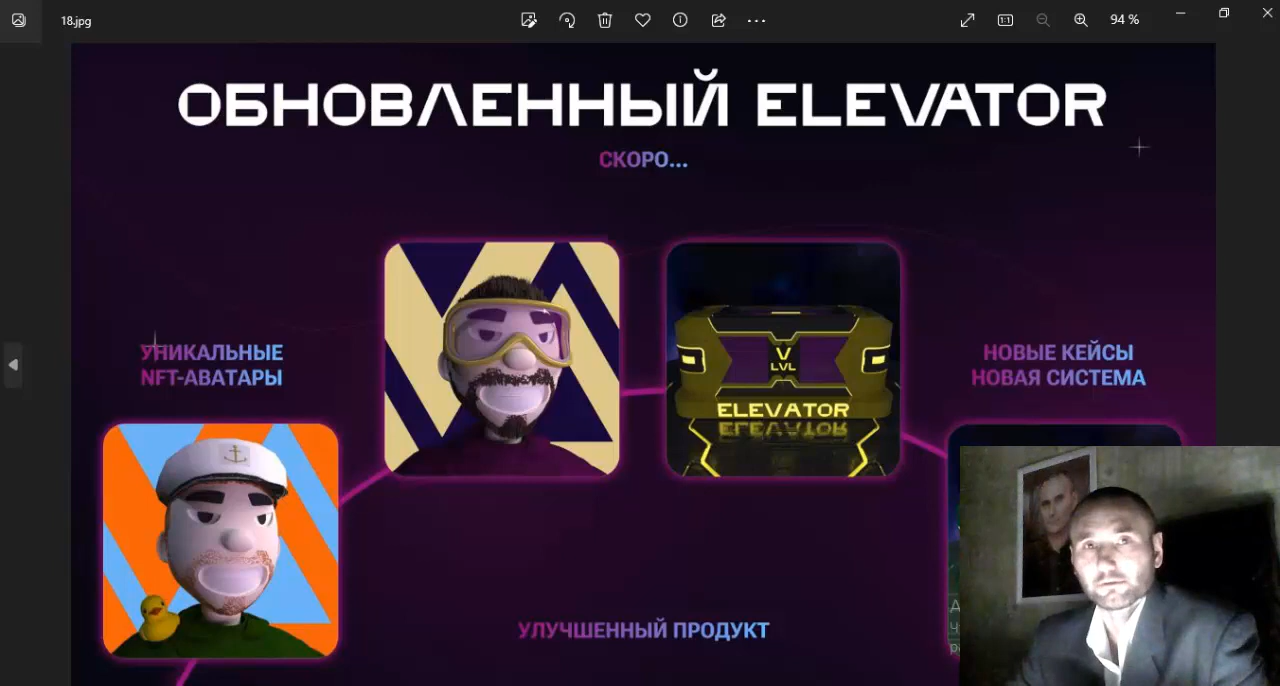 18.jpg
94 %
ОБНОВЛЕННЫЙ ELEVATOR
СКОРО...
УНИКАЛЬНЫЕ
NFT-АВАТАРЫ
V
LVL
ELEVATOR
НОВЫЕ КЕЙСЫ
НОВАЯ СИСТЕМА
УЛУЧШЕННЫЙ ПРОДУКТ